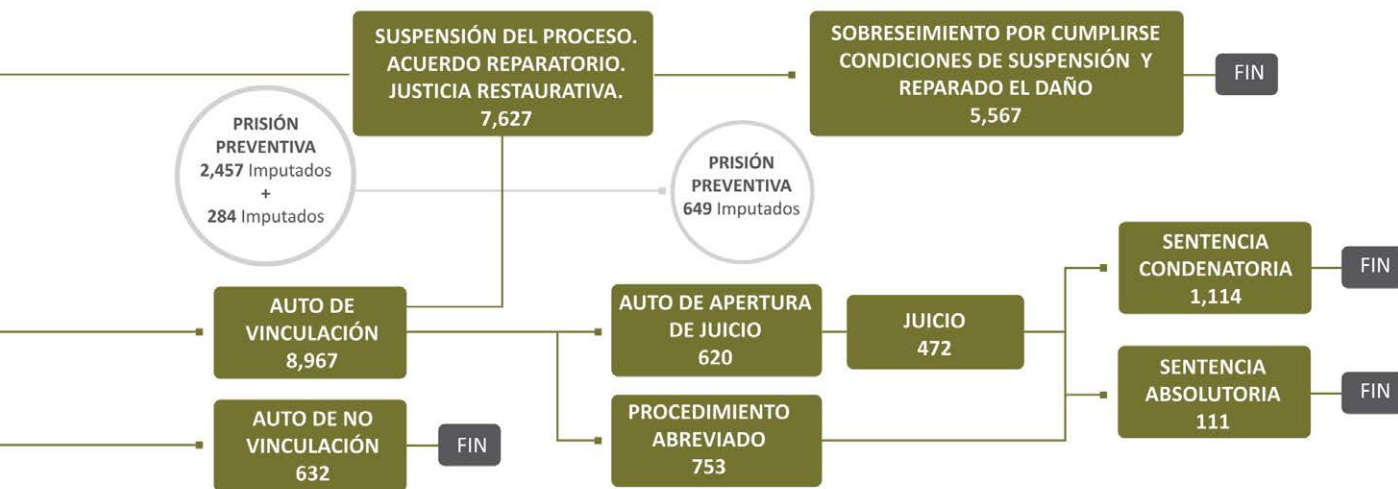 SUSPENSIÓN DEL PROCESO.
ACUERDO REPARATORIO.
JUSTICIA RESTAURATIVA.
7,627
SOBRESEIMIENTO POR CUMPLIRSE
CONDICIONES DE SUSPENSIÓN Y
REPARADO EL DAÑO
5,567
FIN
PRISIÓN
PREVENTIVA
2,457 Imputados
+
284 Imputados
PRISIÓN
PREVENTIVA
649 Imputados
AUTO DE
VINCULACIÓN
8,967
AUTO DE APERTURA
DE JUICIO
620
JUICIO
472
SENTENCIA
CONDENATORIA
1,114
FIN
AUTO DE NO
VINCULACIÓN
632
FIN
PROCEDIMIENTO
ABREVIADO
753
SENTENCIA
ABSOLUTORIA
111
FIN